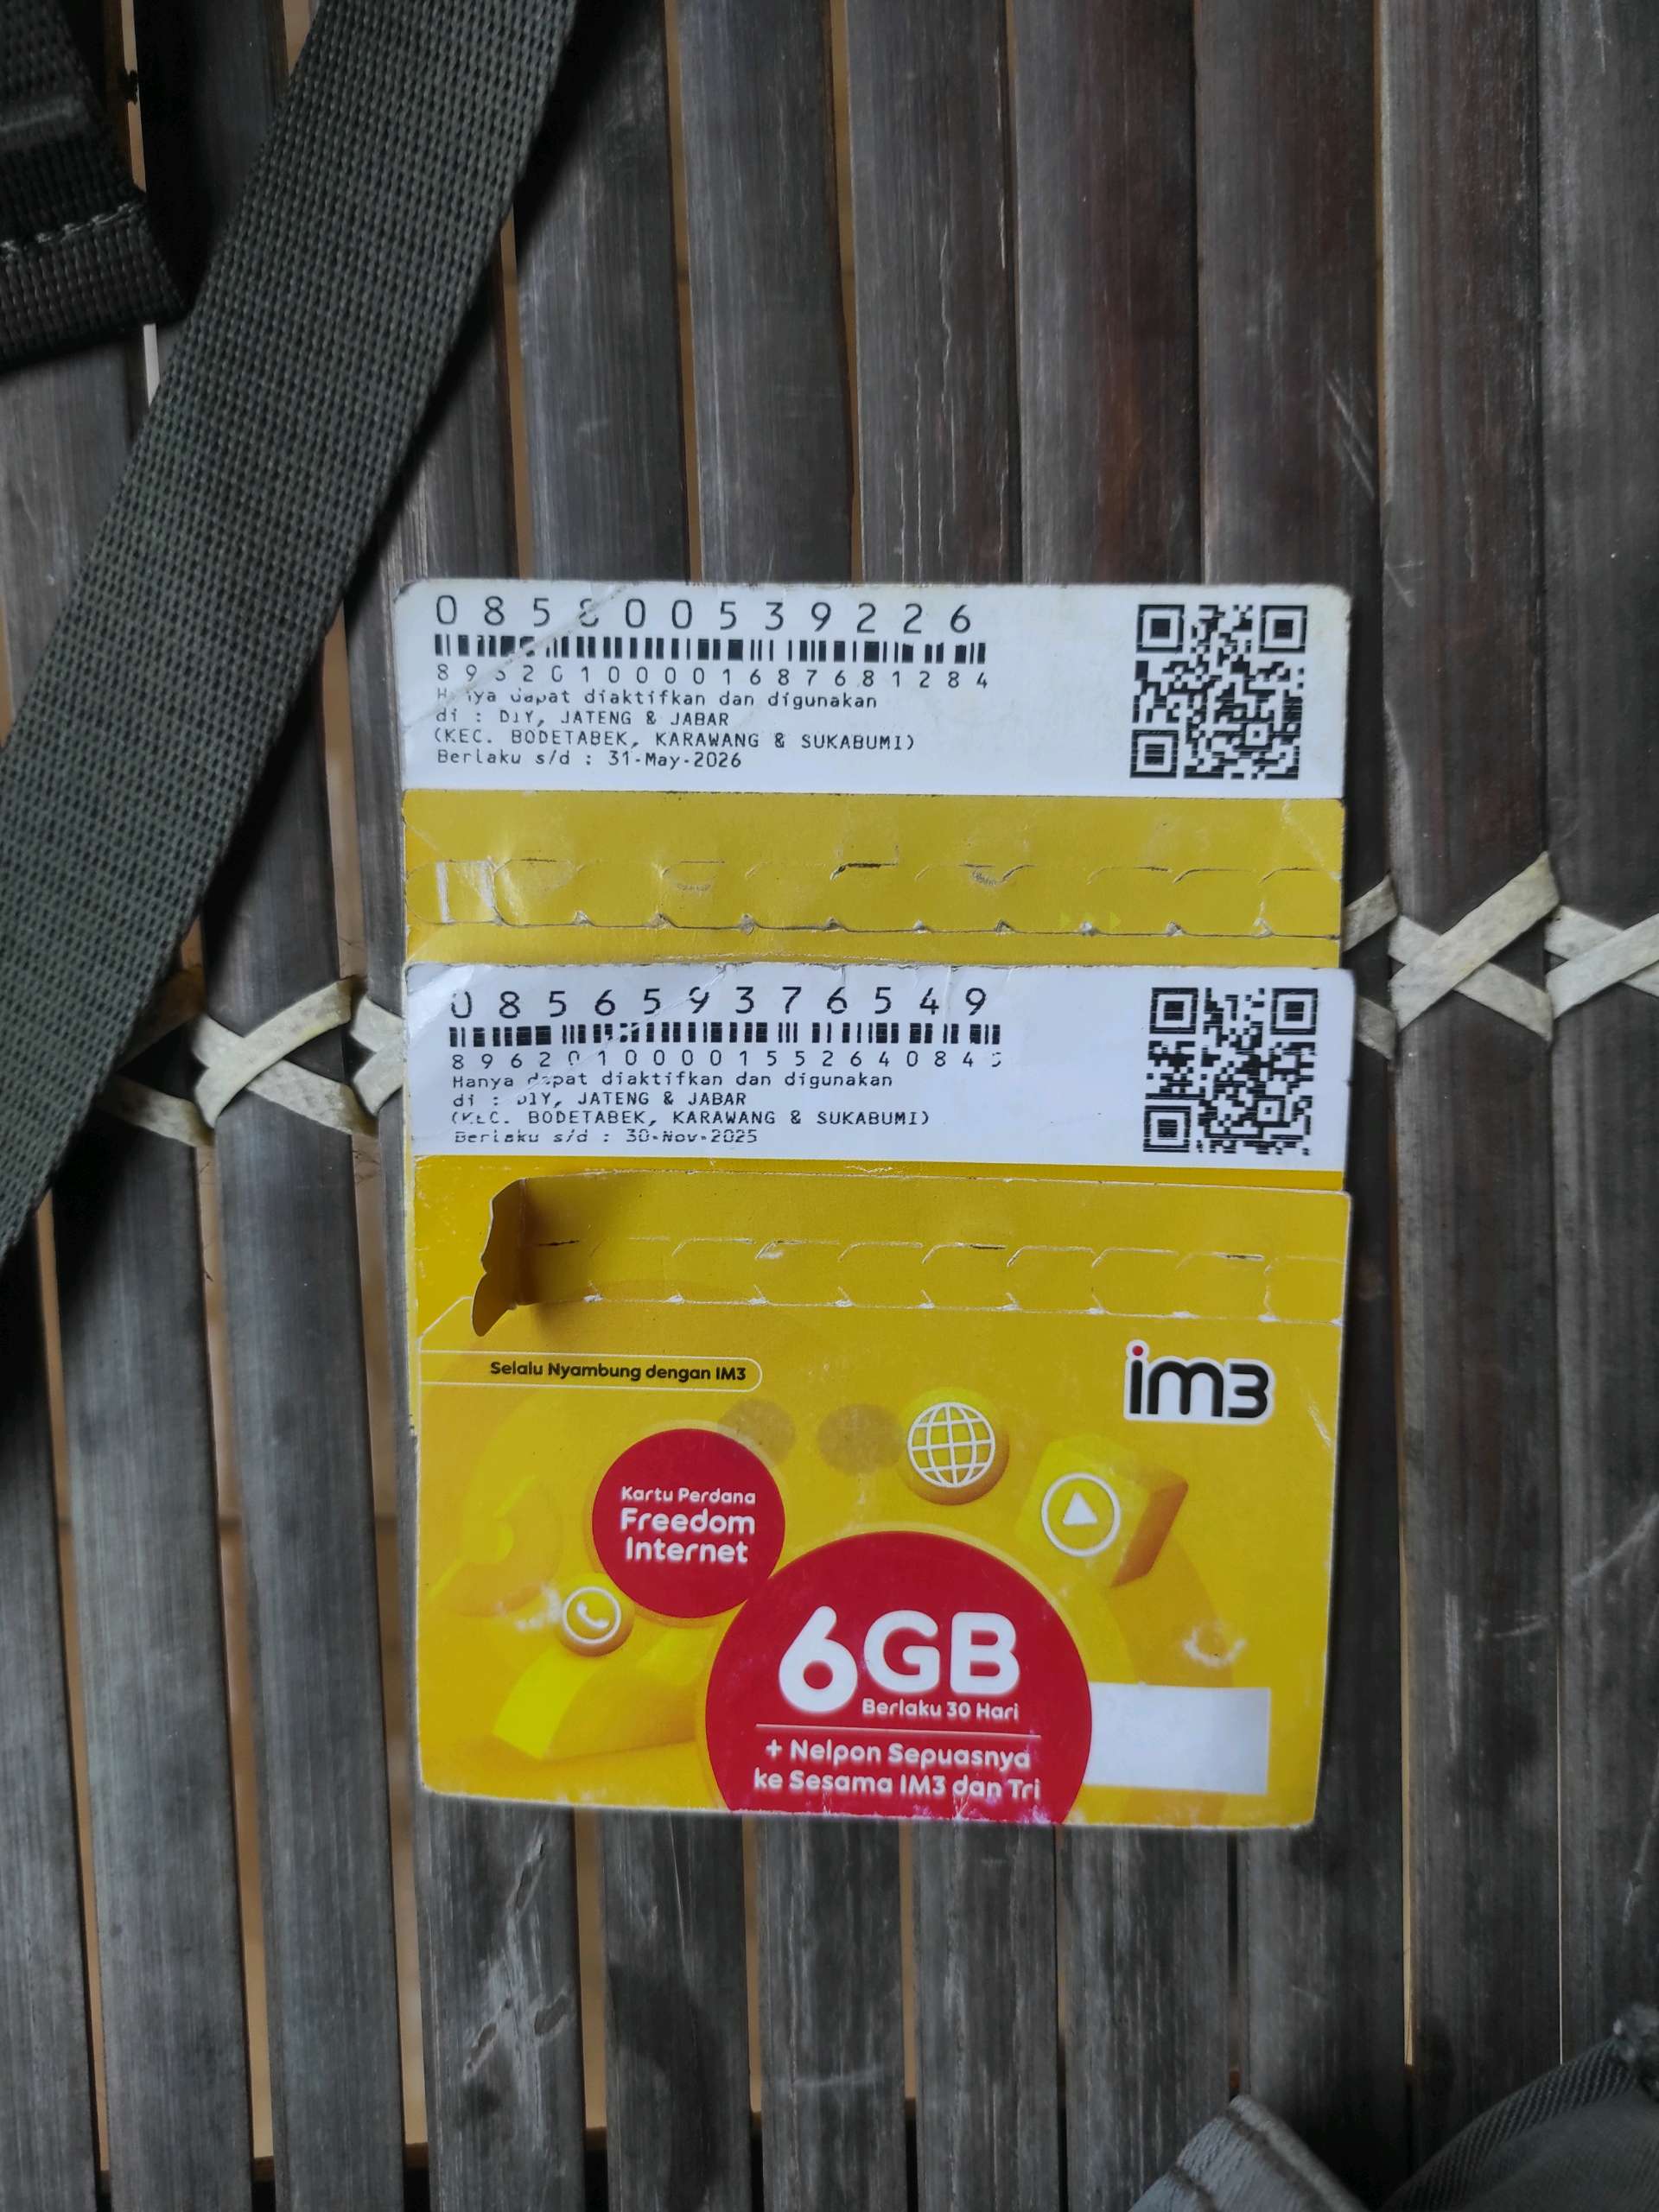 085800539226
89620100001687681284
Hanya dapat diaktifkan dan digunakan
di : DIY, JATENG & JABAR
(KEC. BODETABEK, KARAWANG & SUKABUMI)
Berlaku s/d : 31-May-2026
085659376549
Hanya dapat diaktifkan dan digunakan
di : DIY, JATENG & JABAR
(KEC. BODETABEK, KARAWANG & SUKABUMI)
Berlaku s/d : 30-Nov-2025
Selalu Nyambung dengan IM3
im3
Kartu Perdana
Freedom
Internet
6GB
Berlaku 30 Hari
+ Nelpon Sepuasnya
ke Sesama IM3 dan Tri